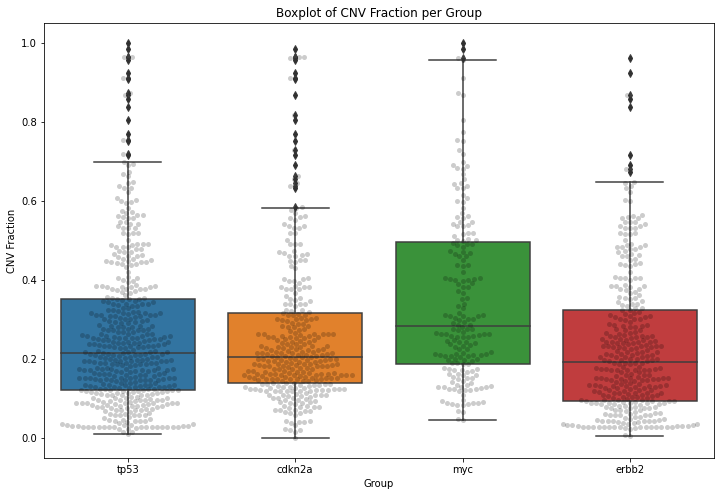 Boxplot of CNV Fraction per Group
1.0
0.8
0.6
0.4
0.2
0.0
CNV Fraction
tp53
cdkn2a
myc
erbb2
Group